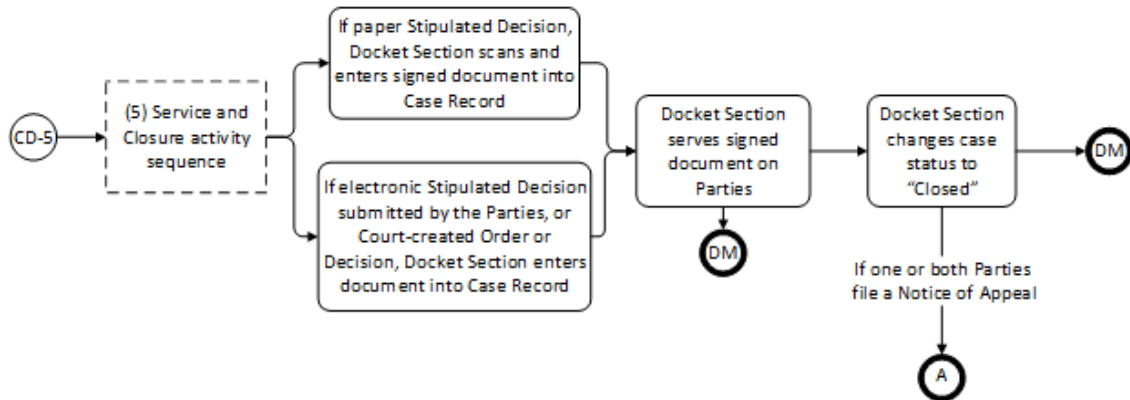 CD-5
(5) Service and
Closure activity
sequence
If paper Stipulated Decision,
Docket Section scans and
enters signed document into
Case Record
If electronic Stipulated Decision
submitted by the Parties, or
Court-created Order or
Decision, Docket Section enters
document into Case Record
Docket Section
serves signed
document on
Parties
DM
Docket Section
changes case
status to
“Closed”
DM
If one or both Parties
file a Notice of Appeal
A